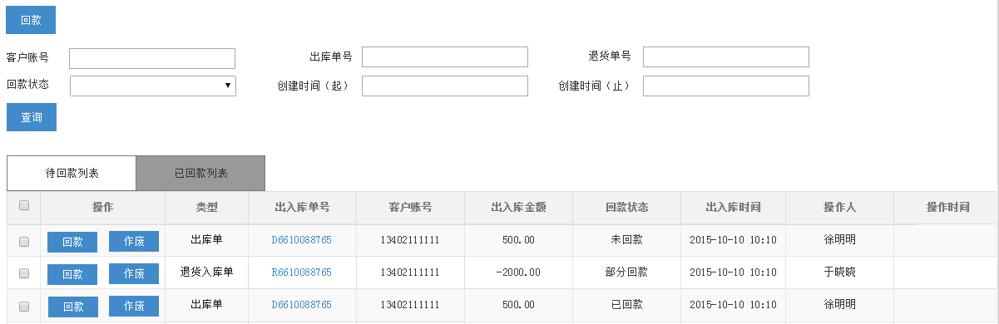 回款
客户账号 出库单号 退货单号
回款状态 创建时间（起） 创建时间（止）
查询
待回款列表 已回款列表
操作 类型 出入库单号 客户账号 出入库金额 回款状态 出入库时间 操作人 操作时间
回款 作废 出库单 D6610088765 13402111111 500.00 未回款 2015-10-10 10:10 徐明明
回款 作废 退货入库单 R6610088765 13402111111 -2000.00 部分回款 2015-10-10 10:10 于晓晓
回款 作废 出库单 D6610088765 13402111111 500.00 已回款 2015-10-10 10:10 徐明明